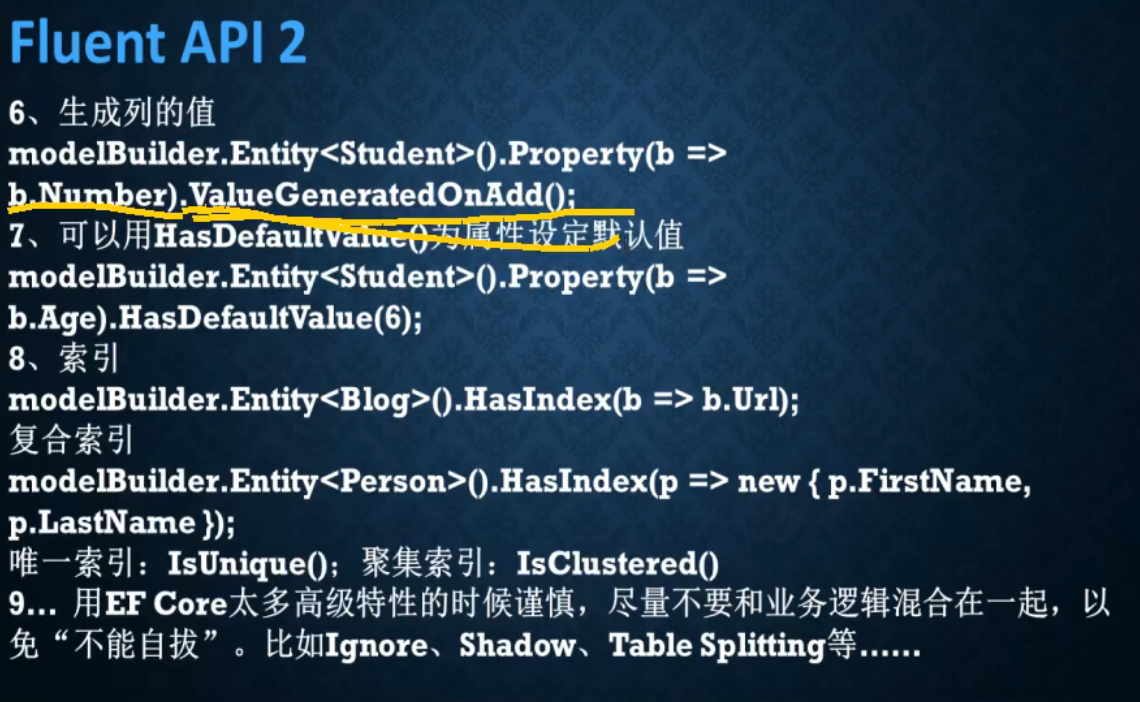 Fluent API 2
6、生成列的值
modelBuilder.Entity<Student>().Property(b =>
b.Number).ValueGeneratedOnAdd();
7、可以用HasDefaultValue()为属性设定默认值
modelBuilder.Entity<Student>().Property(b =>
b.Age).HasDefaultValue(6);
8、索引
modelBuilder.Entity<Blog>().HasIndex(b => b.Url);
复合索引
modelBuilder.Entity<Person>().HasIndex(p => new { p.FirstName,
p.LastName });
唯一索引：IsUnique()；聚集索引：IsClustered()
9... 用EF Core太多高级特性的时候谨慎，尽量不要和业务逻辑混合在一起，以
免“不能自拔”。比如Ignore、Shadow、Table Splitting等……